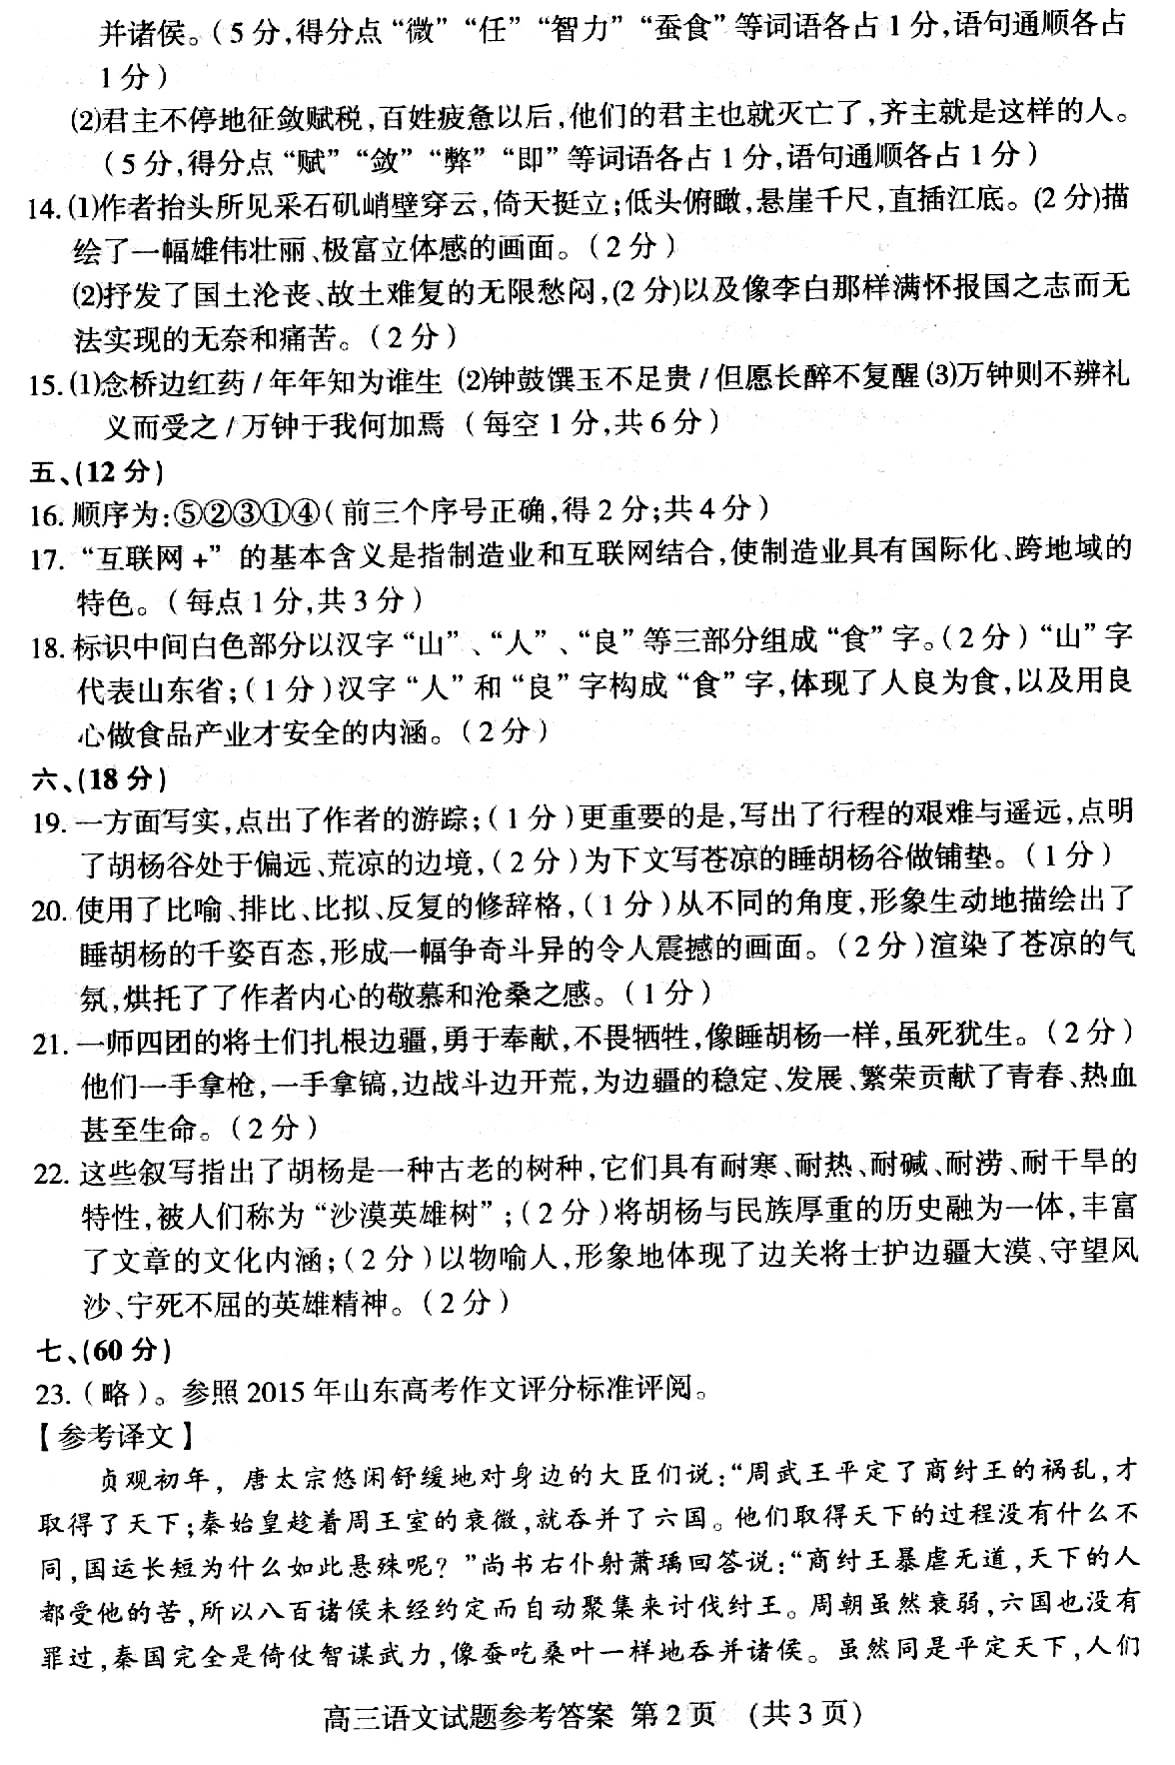 并诸侯。(5分,得分点“微”“任”“智力”“蚕食”等词语各占1分,语句通顺各占
1分)
(2)君主不停地征敛赋税,百姓疲惫以后,他们的君主也就灭亡了,齐主就是这样的人。
(5分,得分点“赋”“敛”“弊”“即”等词语各占1分,语句通顺各占1分)
14.(1)作者抬头所见采石矶峭壁穿云,倚天挺立;低头俯瞰,悬崖千尺,直插江底。(2分)描
绘了一幅雄伟壮丽、极富立体感的画面。(2分)
(2)抒发了国土沦丧、故土难复的无限愁闷,(2分)以及像李白那样满怀报国之志而无
法实现的无奈和痛苦。(2分)
15.(1)念桥边红药/年年知为谁生 (2)钟鼓馔玉不足贵/但愿长醉不复醒(3)万钟则不辨礼
义而受之/万钟于我何加焉 (每空1分,共6分)
五、(12分)
16.顺序为:⑤②③①④(前三个序号正确,得2分;共4分)
17.“互联网+”的基本含义是指制造业和互联网结合,使制造业具有国际化、跨地域的
特色。(每点1分,共3分)
18.标识中间白色部分以汉字“山”、“人”、“良”等三部分组成“食”字。(2分)“山”字
代表山东省;(1分)汉字“人”和“良”字构成“食”字,体现了人良为食,以及用良
心做食品产业才安全的内涵。(2分)
六、(18分)
19.一方面写实,点出了作者的游踪;(1分)更重要的是,写出了行程的艰难与遥远,点明
了胡杨谷处于偏远、荒凉的边境,(2分)为下文写苍凉的睡胡杨谷做铺垫。(1分)
20.使用了比喻、排比、比拟、反复的修辞格,(1分)从不同的角度,形象生动地描绘出了
睡胡杨的千姿百态,形成一幅争奇斗异的令人震撼的画面。(2分)渲染了苍凉的气
氛,烘托了了作者内心的敬慕和沧桑之感。(1分)
21.一师四团的将士们扎根边疆,勇于奉献,不畏牺牲,像睡胡杨一样,虽死犹生。(2分)
他们一手拿枪,一手拿镐,边战斗边开荒,为边疆的稳定、发展、繁荣贡献了青春、热血
甚至生命。(2分)
22.这些叙写指出了胡杨是一种古老的树种,它们具有耐寒、耐热、耐碱、耐涝、耐干旱的
特性,被人们称为“沙漠英雄树”;(2分)将胡杨与民族厚重的历史融为一体,丰富
了文章的文化内涵;(2分)以物喻人,形象地体现了边关将士护边疆大漠、守望风
沙、宁死不屈的英雄精神。(2分)
七、(60分)
23.(略)。参照2015年山东高考作文评分标准评阅。
【参考译文】
贞观初年,唐太宗悠闲舒缓地对身边的大臣们说:“周武王平定了商纣王的祸乱,才
取得了天下;秦始皇趁着周王室的衰微,就吞并了六国。他们取得天下的过程没有什么不
同,国运长短为什么如此悬殊呢?”尚书右仆射萧瑀回答说:“商纣王暴虐无道,天下的人
都受他的苦,所以八百诸侯未经约定而自动聚集来讨伐纣王。周朝虽然衰弱,六国也没有
罪过,秦国完全是倚仗智谋武力,像蚕吃桑叶一样地吞并诸侯。虽然同是平定天下,人们
高三语文试题参考答案 第2页 (共3页)